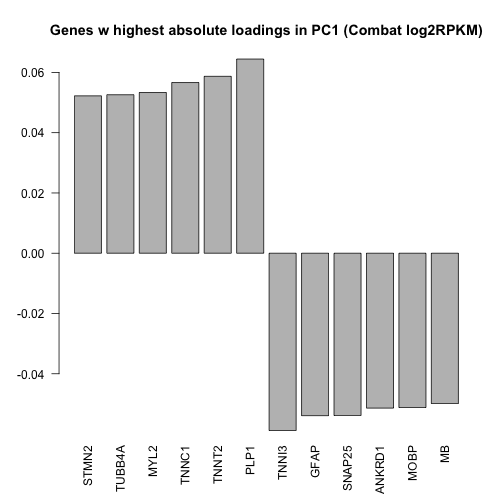 Genes w highest absolute loadings in PC1 (Combat log2RPKM)
0.06
0.04
0.02
0.00
-0.02
-0.04
STMN2
TUBB4A
MYL2
TNNC1
TNNT2
PLP1
TNNI3
GFAP
SNAP25
ANKRD1
MOBP
MB